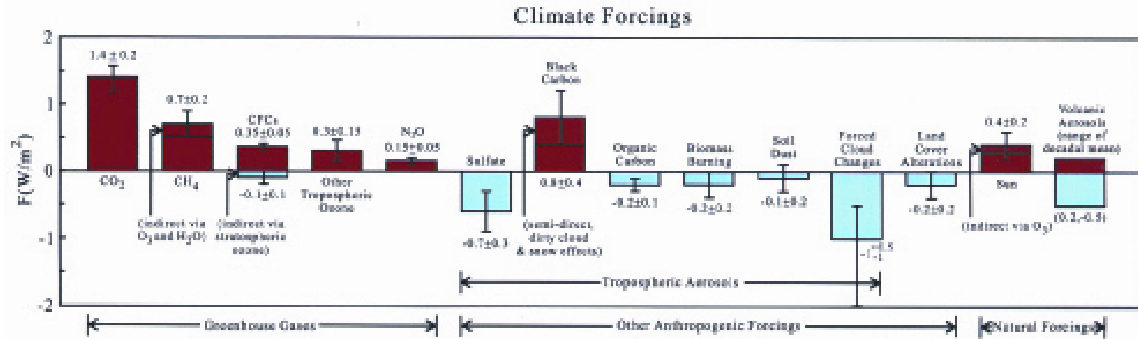 Climate Forcings
F(W/m²)
2
1
0
-1
-2
1.4±0.2
CO₂
0.7±0.2
CH₄
(indirect via
O₃ and H₂O)
CFCs
0.35±0.05
-0.1±0.1
(indirect via
stratospheric
ozone)
0.3±0.15
Other
Tropospheric
Ozone
N₂O
0.15±0.05
Sulfate
-0.7±0.3
Black
Carbon
0.8±0.4
(semi-direct,
dirty cloud
& snow effects)
Organic
Carbon
-0.2±0.1
Biomass
Burning
-0.2±0.2
Soil
Dust
-0.1±0.2
Forced
Cloud
Changes
Land
Cover
Alterations
-0.2±0.2
0.4±0.2
Sun
(indirect via O₃)
Volcanic
Aerosols
(range of
decadal mean)
(0.2,-0.5)
Tropospheric Aerosols
Greenhouse Gases
Other Anthropogenic Forcings
Natural Forcings